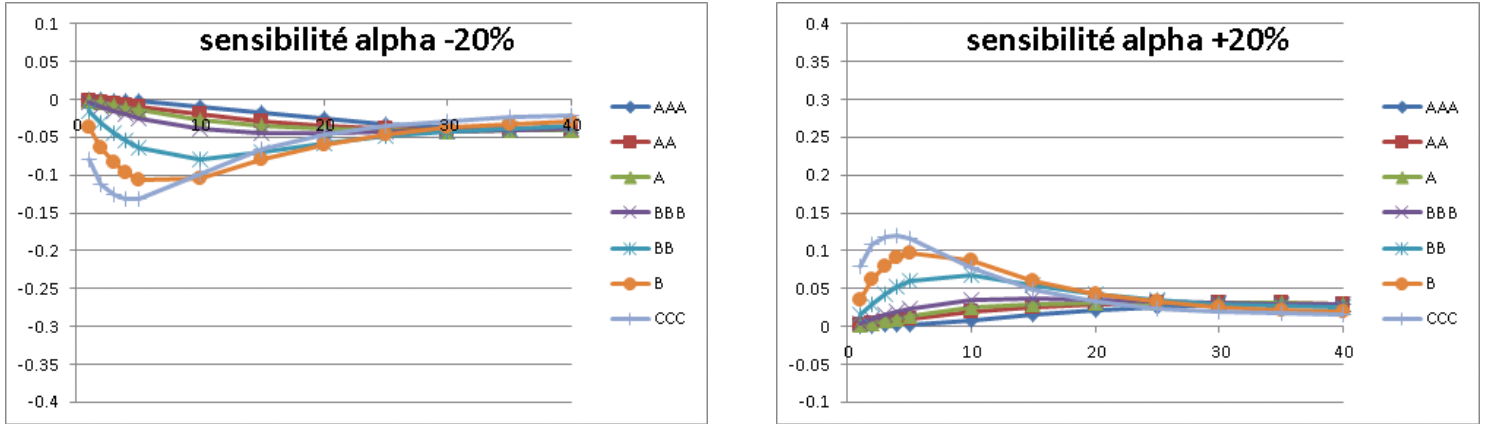 sensibilité alpha -20%
0.1
0.05
0
-0.05
-0.1
-0.15
-0.2
-0.25
-0.3
-0.35
-0.4
0 10 20 30 40
AAA
AA
A
BBB
BB
B
CCC
sensibilité alpha +20%
0.4
0.35
0.3
0.25
0.2
0.15
0.1
0.05
0
-0.05
-0.1
0 10 20 30 40
AAA
AA
A
BBB
BB
B
CCC